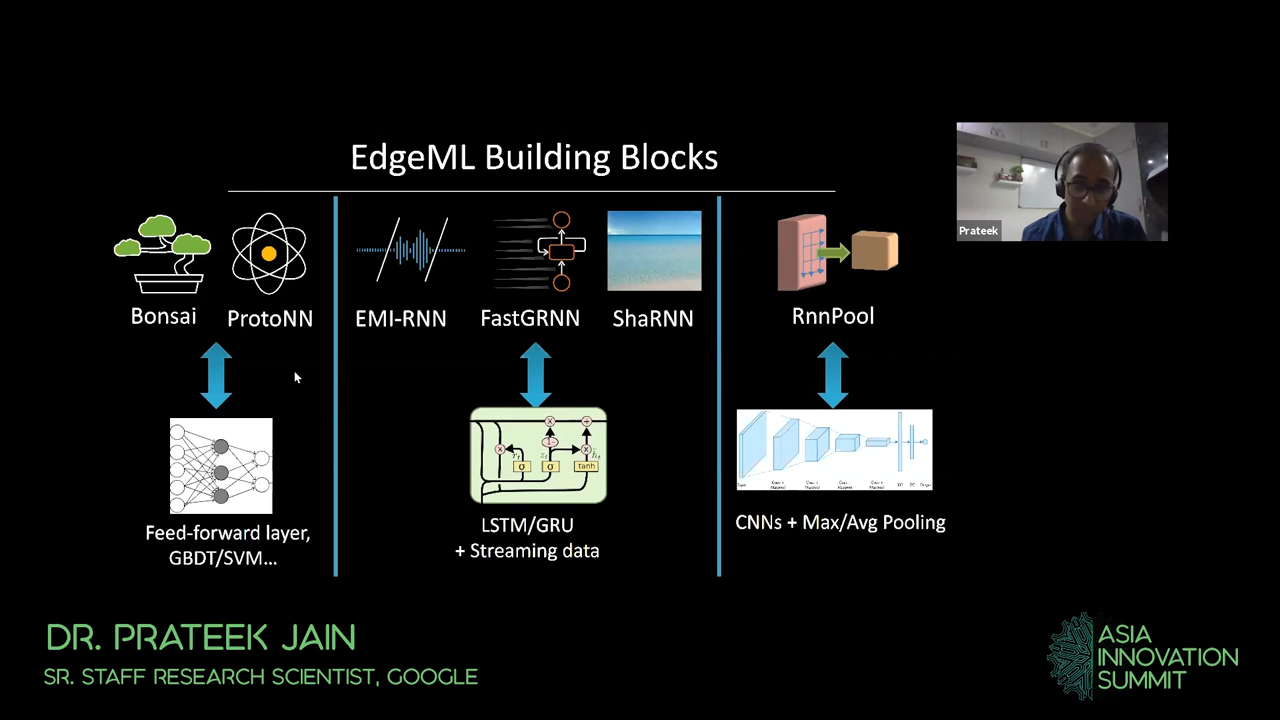 EdgeML Building Blocks
Prateek
Bonsai
ProtoNN
EMI-RNN
FastGRNN
ShaRNN
RnnPool
σ
σ
tanh
Feed-forward layer,
GBDT/SVM...
LSTM/GRU
+ Streaming data
CNNs + Max/Avg Pooling
DR. PRATEEK JAIN
SR. STAFF RESEARCH SCIENTIST, GOOGLE
ASIA
INNOVATION
SUMMIT